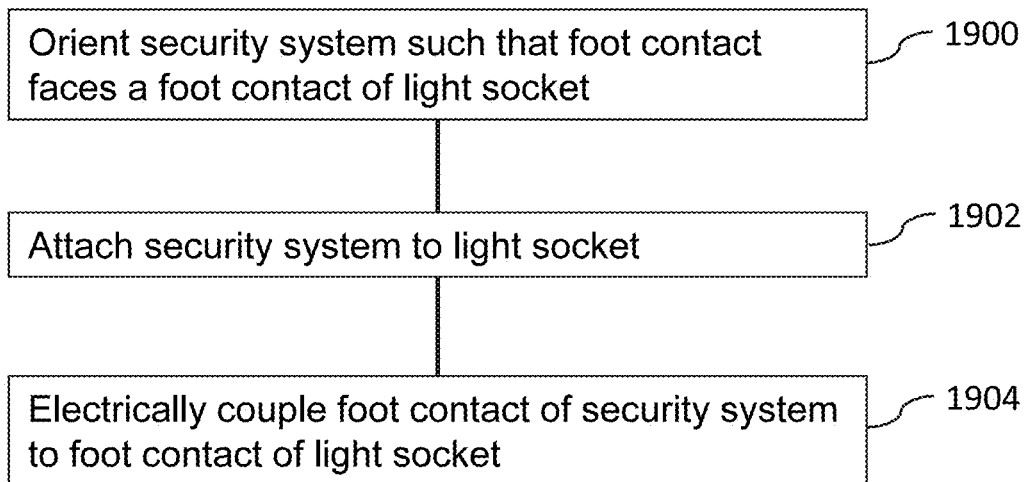 Orient security system such that foot contact
faces a foot contact of light socket
1900
Attach security system to light socket
1902
Electrically couple foot contact of security system
to foot contact of light socket
1904